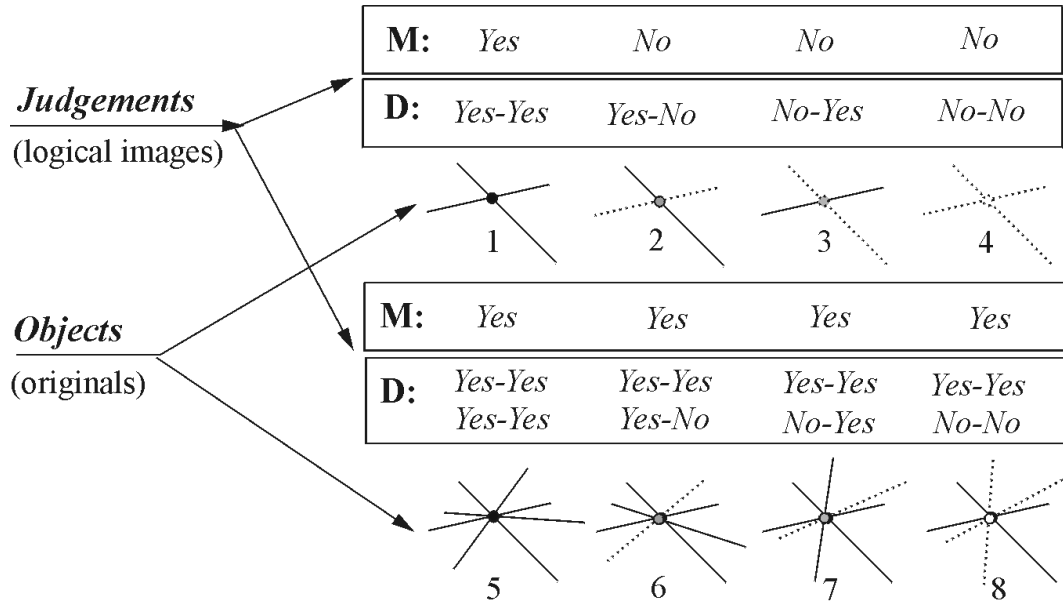 M: Yes No No No
Judgements
(logical images)
D: Yes-Yes Yes-No No-Yes No-No
1 2 3 4
Objects
(originals)
M: Yes Yes Yes Yes
D: Yes-Yes Yes-Yes Yes-Yes Yes-Yes
Yes-Yes Yes-No No-Yes No-No
5 6 7 8